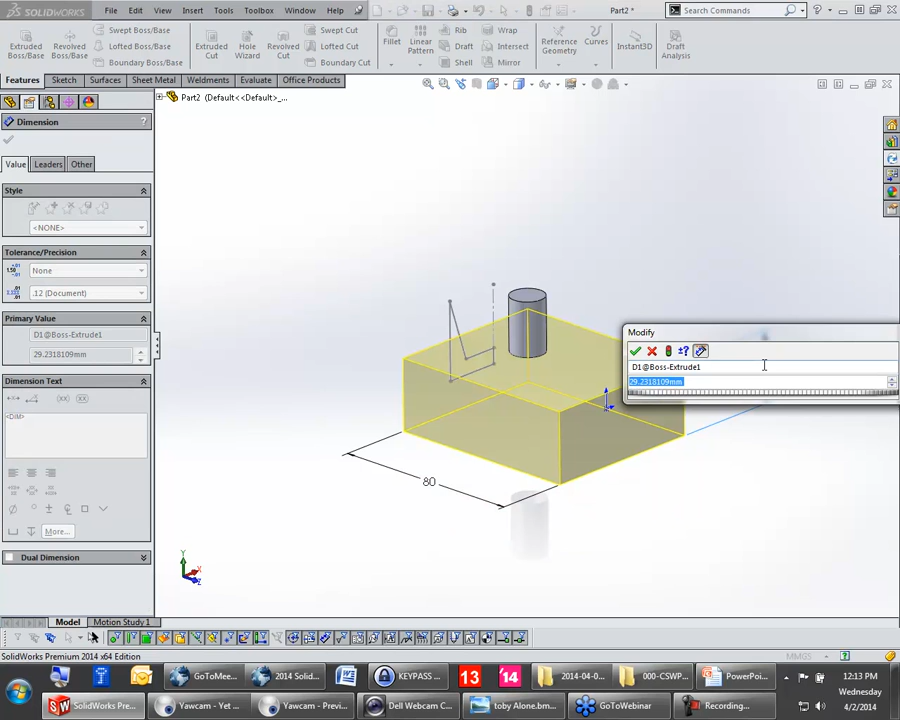 SOLIDWORKS File Edit View Insert Tools Window Help Part2 * Search Commands
Extruded Boss/Base
Revolved Boss/Base
Swept Boss/Base
Lofted Boss/Base
Boundary Boss/Base
Extruded Cut
Hole Wizard
Revolved Cut
Swept Cut
Lofted Cut
Boundary Cut
Fillet
Linear Pattern
Rib
Draft
Shell
Wrap
Intersect
Mirror
Reference Geometry
Curves
Instant3D
Draft Analysis
Features Sketch Surfaces Sheet Metal Weldments Evaluate Office Products
Part2 (Default<<Default>_...
Dimension ?
Value Leaders Other
Style
<NONE>
Tolerance/Precision
None
.12 (Document)
Primary Value
D1@Boss-Extrude1
29.2318109mm
Dimension Text
<DIM>
More...
Dual Dimension
Modify
D1@Boss-Extrude1
29.2318109mm
80
Y
X
Z
Model Motion Study 1
SolidWorks Premium 2014 x64 Edition
MMGS
GoToMee...
2014 Solid...
KEYPASS ...
13
14
2014-04-0...
000-CSWP...
PowerPoi...
SolidWorks Pre...
Yawcam - Yet ...
Yawcam - Previ...
Dell Webcam C...
toby Alone.bm...
GoToWebinar
Recording...
12:13 PM
Wednesday
4/2/2014